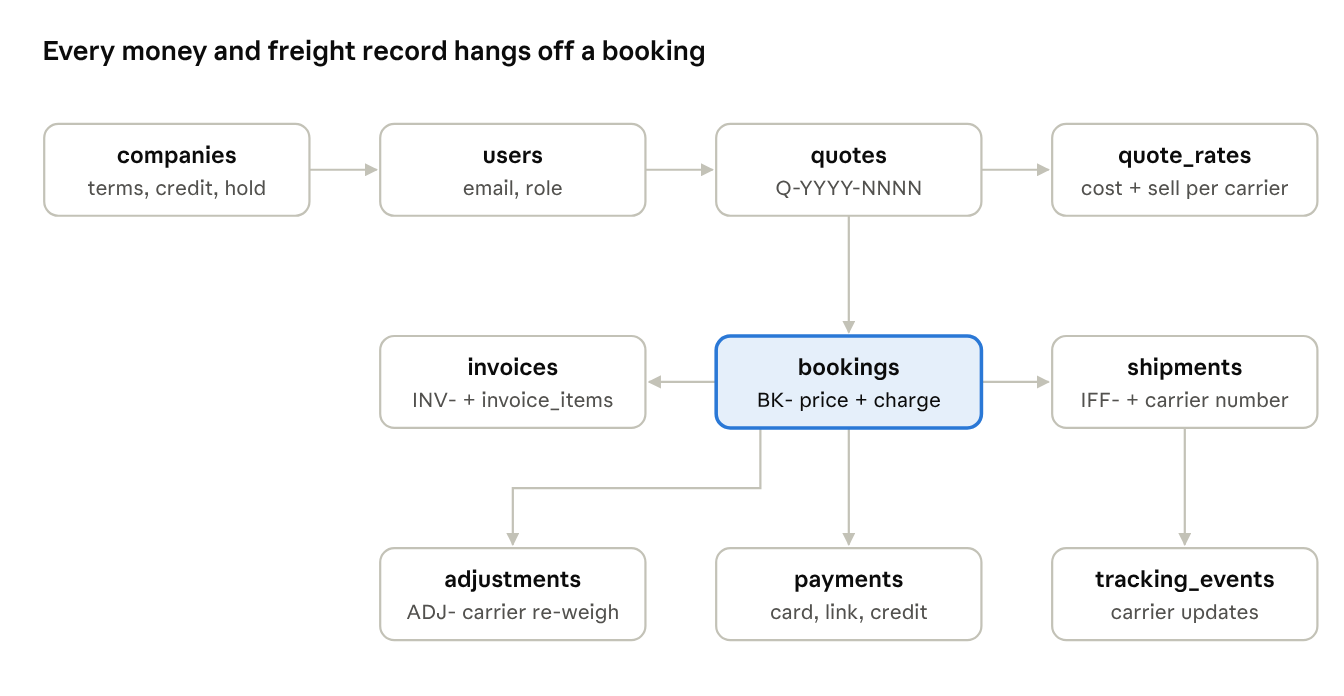 Every money and freight record hangs off a booking
companies
terms, credit, hold
users
email, role
quotes
Q-YYYY-NNNN
quote_rates
cost + sell per carrier
invoices
INV- + invoice_items
bookings
BK- price + charge
shipments
IFF- + carrier number
adjustments
ADJ- carrier re-weigh
payments
card, link, credit
tracking_events
carrier updates